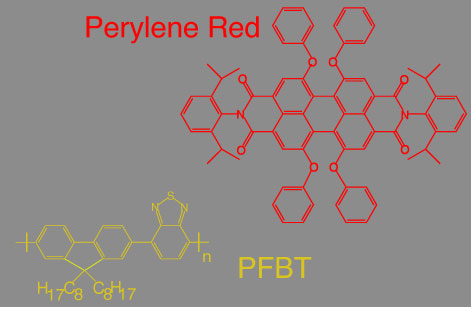 Perylene Red
O O
O O
N N
O O
O O
S
N N
n
PFBT
H17C8 C8H17